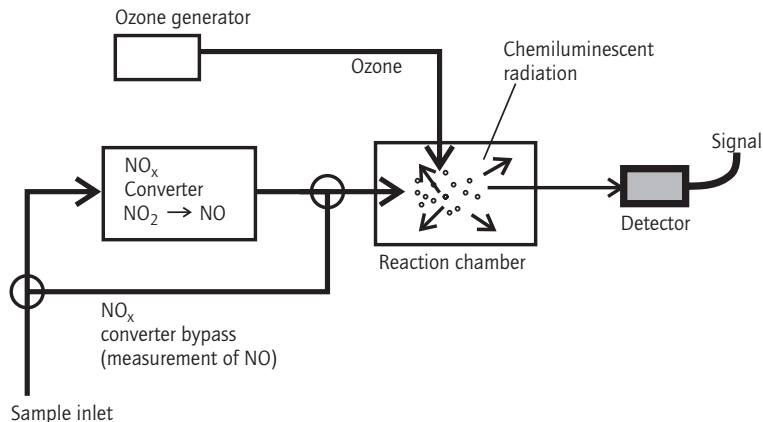 Ozone generator
Ozone
Chemiluminescent
radiation
Signal
NOx
Converter
NO2 → NO
Detector
Reaction chamber
NOx
converter bypass
(measurement of NO)
Sample inlet